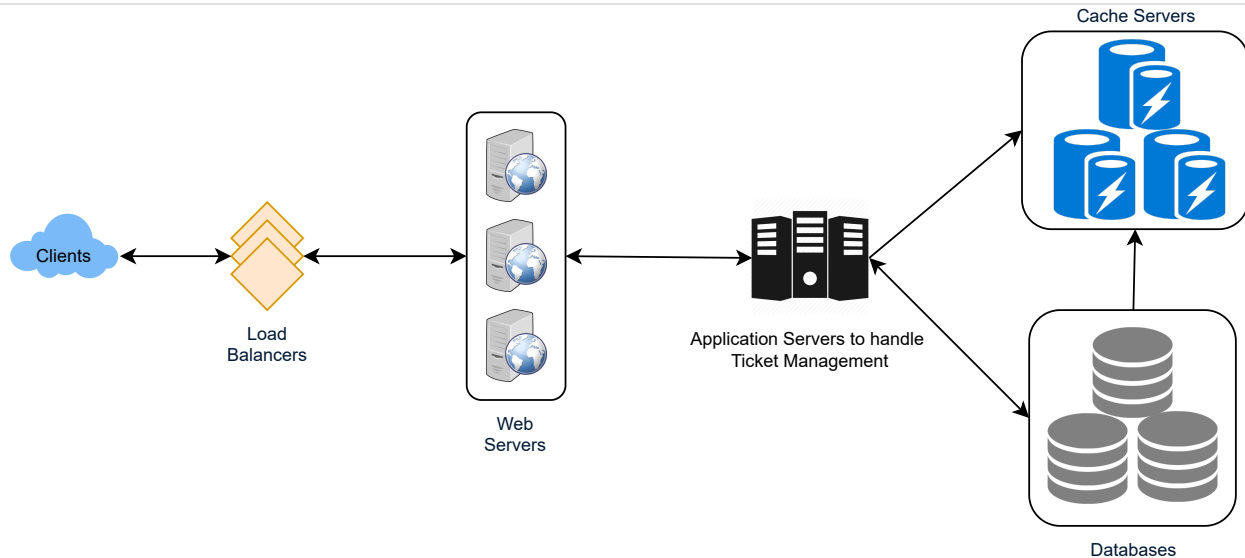 Cache Servers
Clients
Load
Balancers
Web
Servers
Application Servers to handle
Ticket Management
Databases